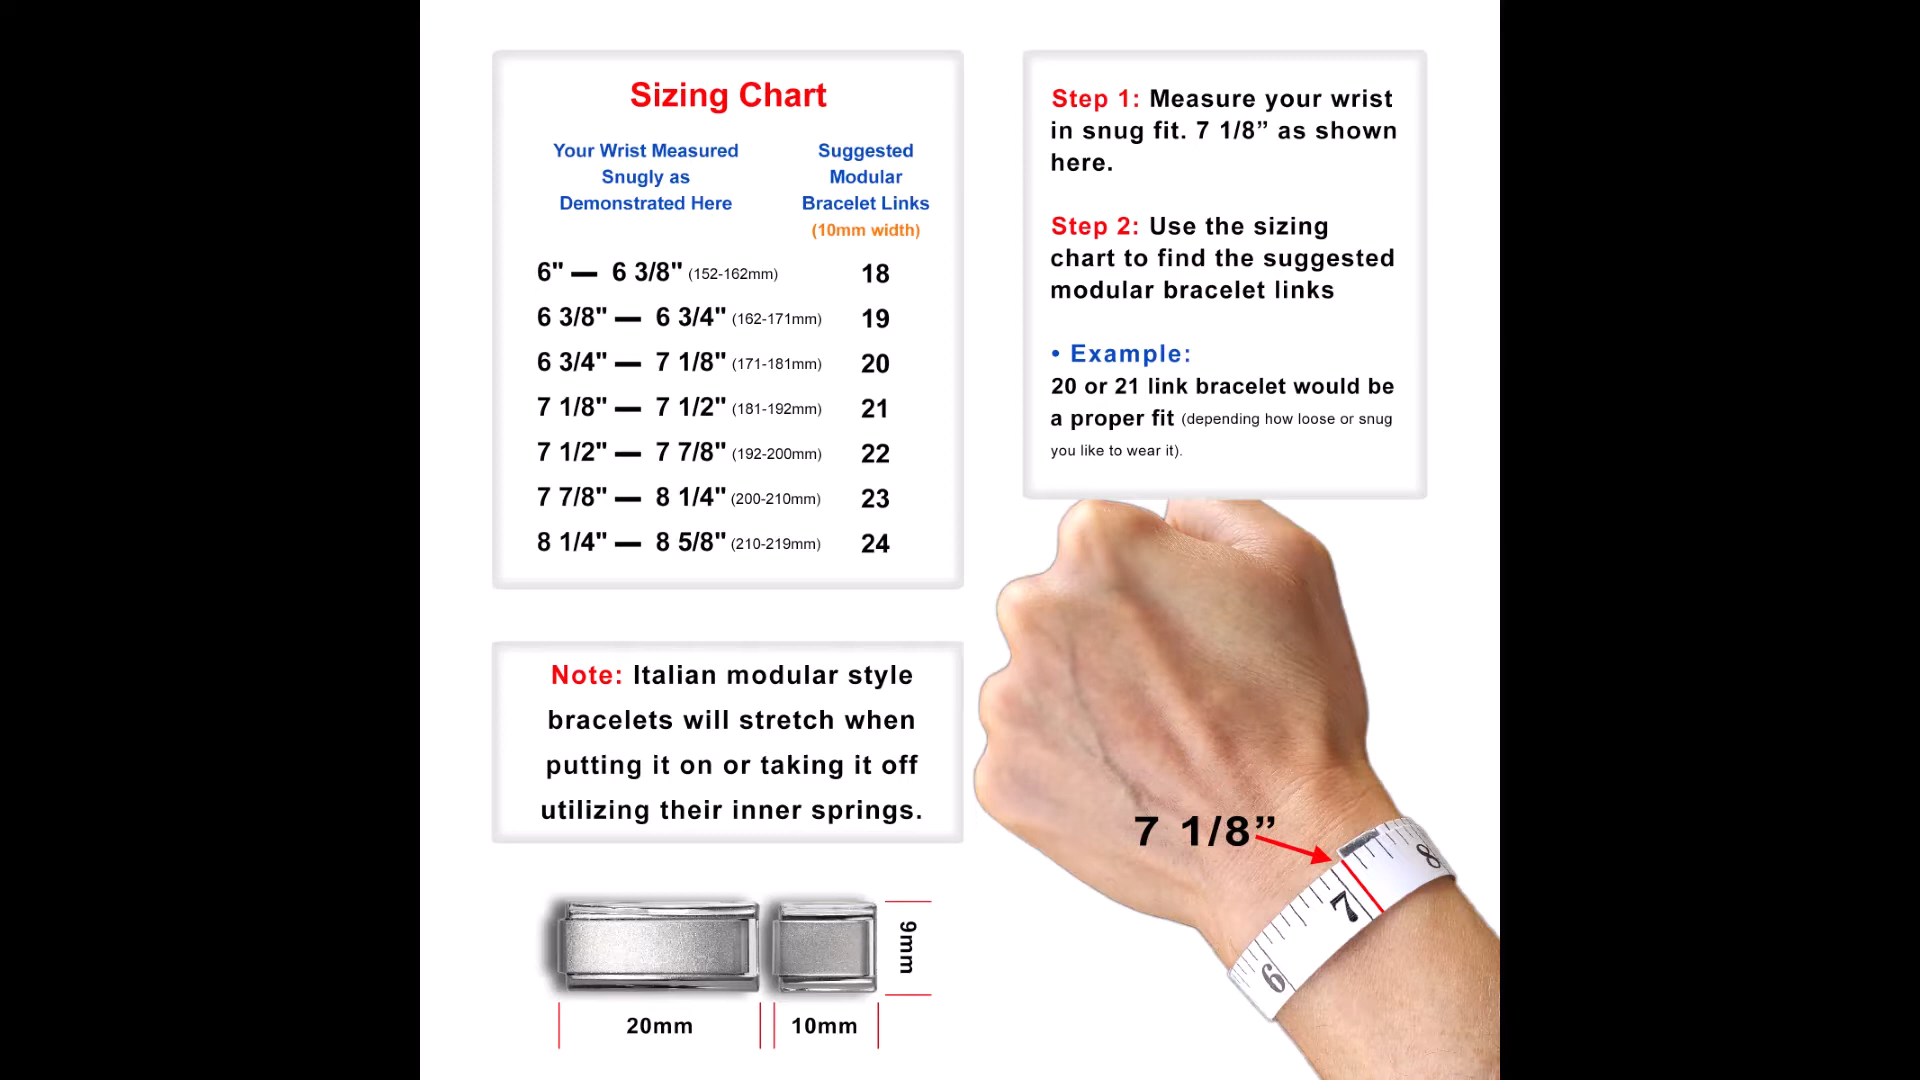 Sizing Chart
Your Wrist Measured
Snugly as
Demonstrated Here
Suggested
Modular
Bracelet Links
(10mm width)
6" — 6 3/8" (152-162mm) 18
6 3/8" — 6 3/4" (162-171mm) 19
6 3/4" — 7 1/8" (171-181mm) 20
7 1/8" — 7 1/2" (181-192mm) 21
7 1/2" — 7 7/8" (192-200mm) 22
7 7/8" — 8 1/4" (200-210mm) 23
8 1/4" — 8 5/8" (210-219mm) 24
Step 1: Measure your wrist
in snug fit. 7 1/8” as shown
here.
Step 2: Use the sizing
chart to find the suggested
modular bracelet links
• Example:
20 or 21 link bracelet would be
a proper fit (depending how loose or snug
you like to wear it).
Note: Italian modular style
bracelets will stretch when
putting it on or taking it off
utilizing their inner springs.
7 1/8”
8
7
6
9mm
20mm
10mm